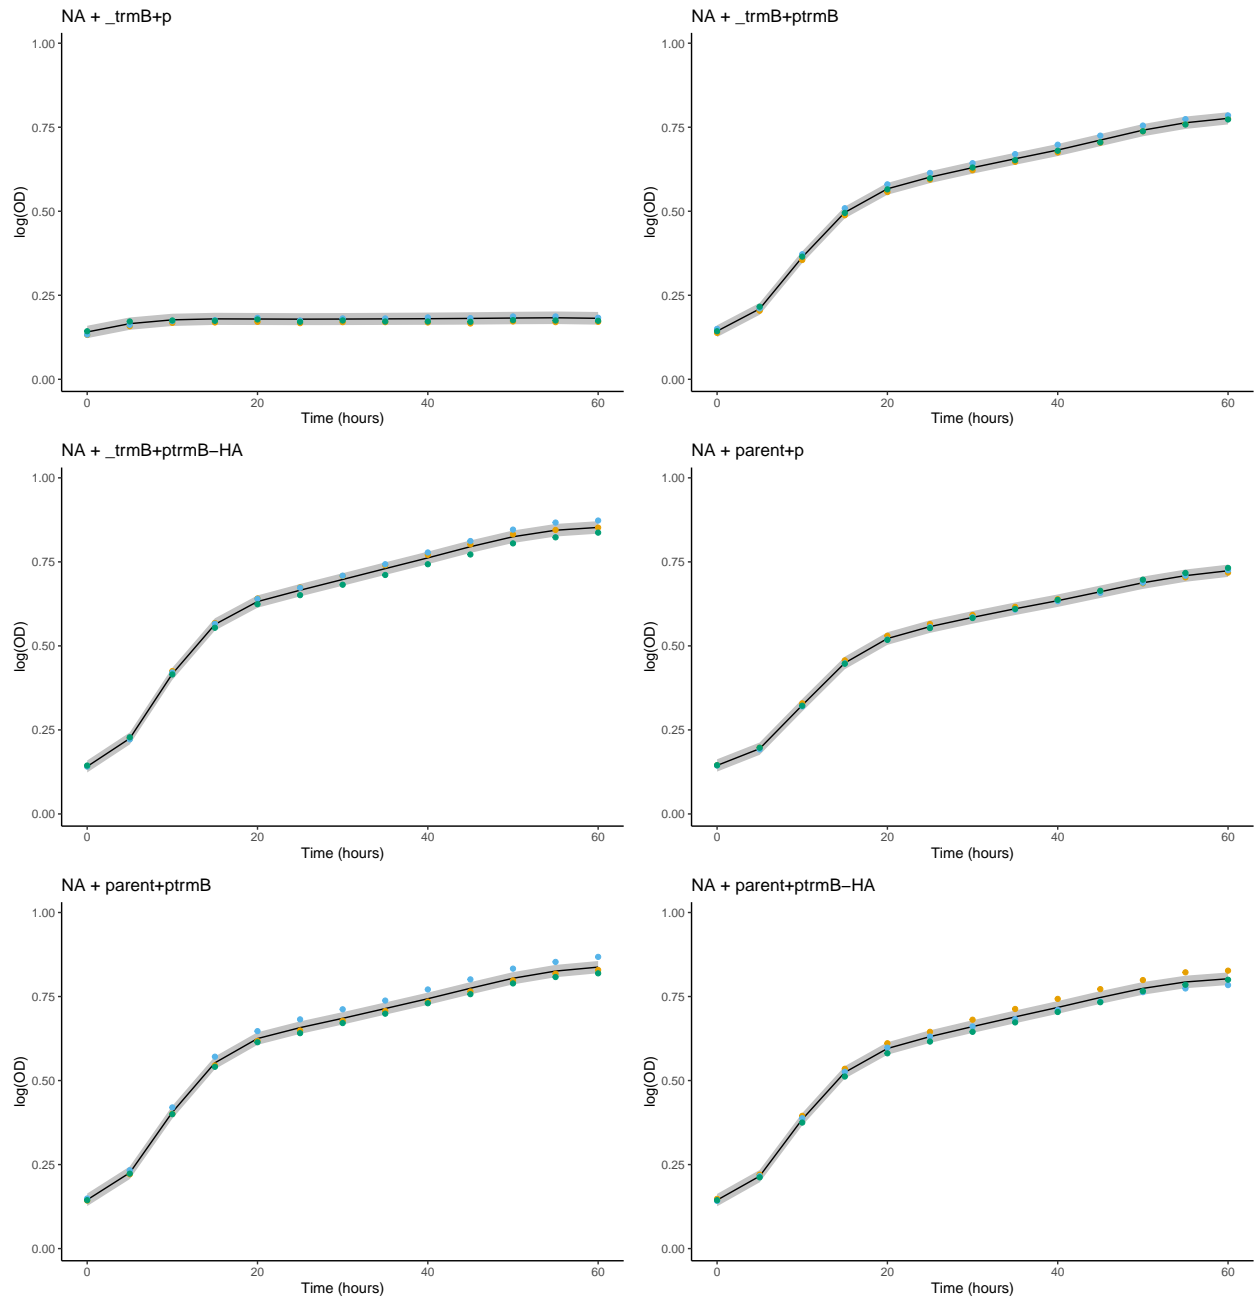 NA + _trmB+p
1.00
0.75
0.50
0.25
0.00
log(OD)
0 20 40 60
Time (hours)
NA + _trmB+ptrmB
1.00
0.75
0.50
0.25
0.00
log(OD)
0 20 40 60
Time (hours)
NA + _trmB+ptrmB−HA
1.00
0.75
0.50
0.25
0.00
log(OD)
0 20 40 60
Time (hours)
NA + parent+p
1.00
0.75
0.50
0.25
0.00
log(OD)
0 20 40 60
Time (hours)
NA + parent+ptrmB
1.00
0.75
0.50
0.25
0.00
log(OD)
0 20 40 60
Time (hours)
NA + parent+ptrmB−HA
1.00
0.75
0.50
0.25
0.00
log(OD)
0 20 40 60
Time (hours)